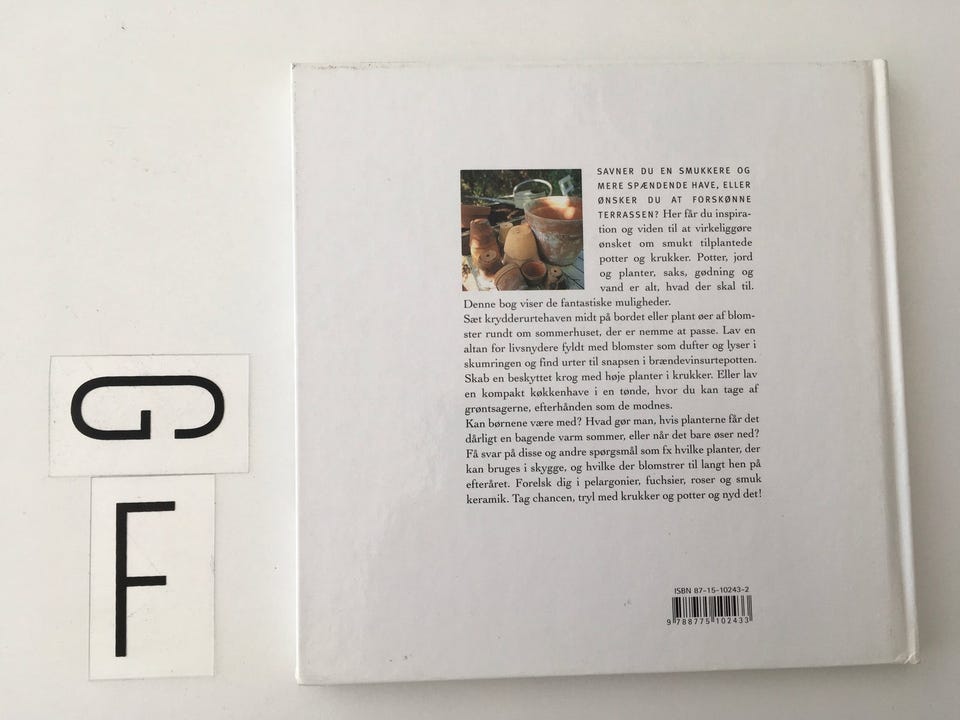 G
F
SAVNER DU EN SMUKKERE OG
MERE SPÆNDENDE HAVE, ELLER
ØNSKER DU AT FORSKØNNE
TERRASSEN? Her får du inspira-
tion og viden til at virkeliggøre
ønsket om smukt tilplantede
potter og krukker. Potter, jord
og planter, saks, gødning og
vand er alt, hvad der skal til.
Denne bog viser de fantastiske muligheder.
Sæt krydderurtehaven midt på bordet eller plant øer af blom-
ster rundt om sommerhuset, der er nemme at passe. Lav en
altan for livsnydere fyldt med blomster som dufter og lyser i
skumringen og find urter til snapsen i brændevinsurtepotten.
Skab en beskyttet krog med høje planter i krukker. Eller lav
en kompakt køkkenhave i en tønde, hvor du kan tage af
grøntsagerne, efterhånden som de modnes.
Kan børnene være med? Hvad gør man, hvis planterne får det
dårligt en bagende varm sommer, eller når det bare øser ned?
Få svar på disse og andre spørgsmål som fx hvilke planter, der
kan bruges i skygge, og hvilke der blomstrer til langt hen på
efteråret. Forelsk dig i pelargonier, fuchsier, roser og smuk
keramik. Tag chancen, tryl med krukker og potter og nyd det!
ISBN 87-15-10243-2
9 788775 102433